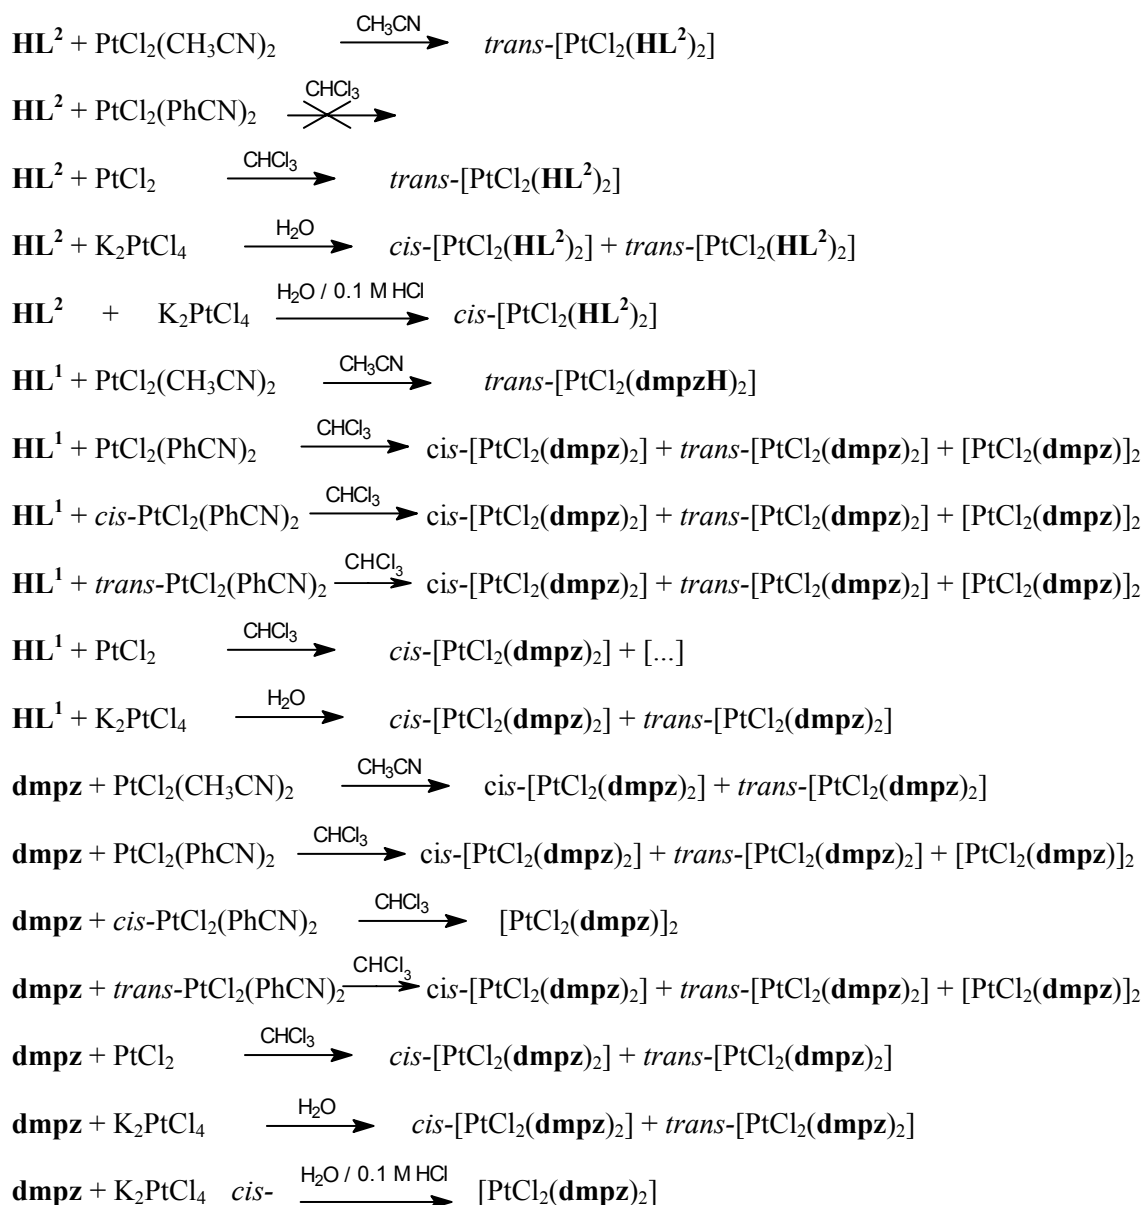 HL² + PtCl₂(CH₃CN)₂ CH₃CN trans-[PtCl₂(HL²)₂]
HL² + PtCl₂(PhCN)₂ CHCl₃
HL² + PtCl₂ CHCl₃ trans-[PtCl₂(HL²)₂]
HL² + K₂PtCl₄ H₂O cis-[PtCl₂(HL²)₂] + trans-[PtCl₂(HL²)₂]
HL² + K₂PtCl₄ H₂O / 0.1 M HCl cis-[PtCl₂(HL²)₂]
HL¹ + PtCl₂(CH₃CN)₂ CH₃CN trans-[PtCl₂(dmpzH)₂]
HL¹ + PtCl₂(PhCN)₂ CHCl₃ cis-[PtCl₂(dmpz)₂] + trans-[PtCl₂(dmpz)₂] + [PtCl₂(dmpz)]₂
HL¹ + cis-PtCl₂(PhCN)₂ CHCl₃ cis-[PtCl₂(dmpz)₂] + trans-[PtCl₂(dmpz)₂] + [PtCl₂(dmpz)]₂
HL¹ + trans-PtCl₂(PhCN)₂ CHCl₃ cis-[PtCl₂(dmpz)₂] + trans-[PtCl₂(dmpz)₂] + [PtCl₂(dmpz)]₂
HL¹ + PtCl₂ CHCl₃ cis-[PtCl₂(dmpz)₂] + [...]
HL¹ + K₂PtCl₄ H₂O cis-[PtCl₂(dmpz)₂] + trans-[PtCl₂(dmpz)₂]
dmpz + PtCl₂(CH₃CN)₂ CH₃CN cis-[PtCl₂(dmpz)₂] + trans-[PtCl₂(dmpz)₂]
dmpz + PtCl₂(PhCN)₂ CHCl₃ cis-[PtCl₂(dmpz)₂] + trans-[PtCl₂(dmpz)₂] + [PtCl₂(dmpz)]₂
dmpz + cis-PtCl₂(PhCN)₂ CHCl₃ [PtCl₂(dmpz)]₂
dmpz + trans-PtCl₂(PhCN)₂ CHCl₃ cis-[PtCl₂(dmpz)₂] + trans-[PtCl₂(dmpz)₂] + [PtCl₂(dmpz)]₂
dmpz + PtCl₂ CHCl₃ cis-[PtCl₂(dmpz)₂] + trans-[PtCl₂(dmpz)₂]
dmpz + K₂PtCl₄ H₂O cis-[PtCl₂(dmpz)₂] + trans-[PtCl₂(dmpz)₂]
dmpz + K₂PtCl₄ cis- H₂O / 0.1 M HCl [PtCl₂(dmpz)₂]